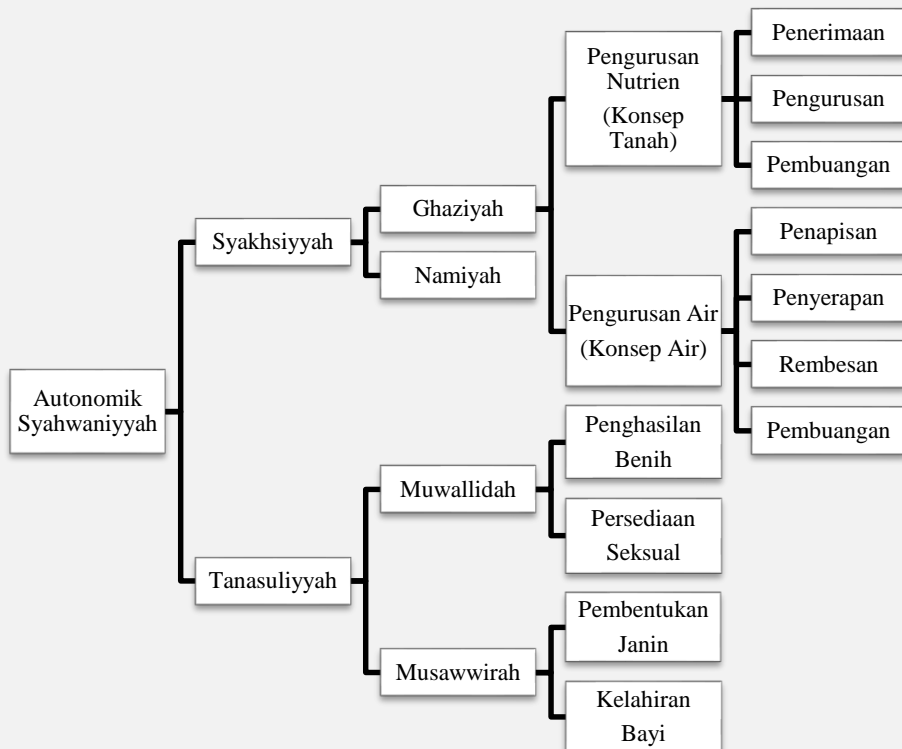 Autonomik
Syahwaniyyah
Syakhsiyyah
Ghaziyah
Pengurusan
Nutrien
(Konsep
Tanah)
Penerimaan
Pengurusan
Pembuangan
Pengurusan Air
(Konsep Air)
Penapisan
Penyerapan
Rembesan
Pembuangan
Namiyah
Tanasuliyyah
Muwallidah
Penghasilan
Benih
Persediaan
Seksual
Musawwirah
Pembentukan
Janin
Kelahiran
Bayi